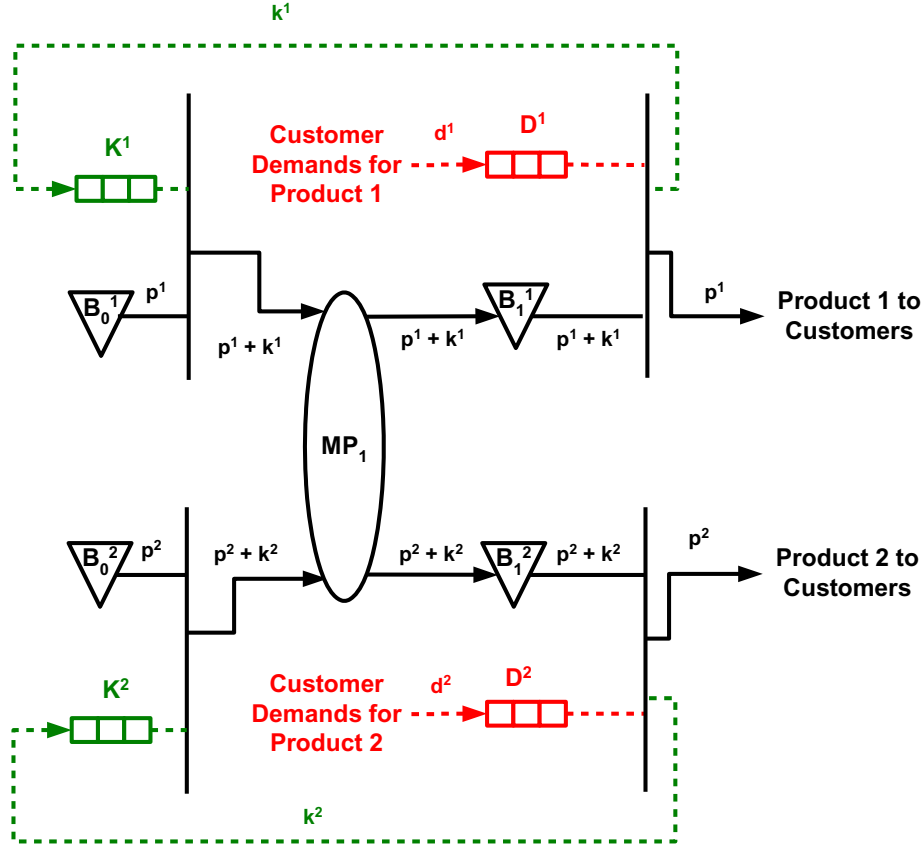 k¹
K¹
Customer
Demands for
Product 1
d¹
D¹
B₀¹
p¹
p¹ + k¹
p¹ + k¹
B₁¹
p¹ + k¹
p¹
Product 1 to
Customers
MP₁
B₀²
p²
p² + k²
p² + k²
B₁²
p² + k²
p²
Product 2 to
Customers
K²
Customer
Demands for
Product 2
d²
D²
k²